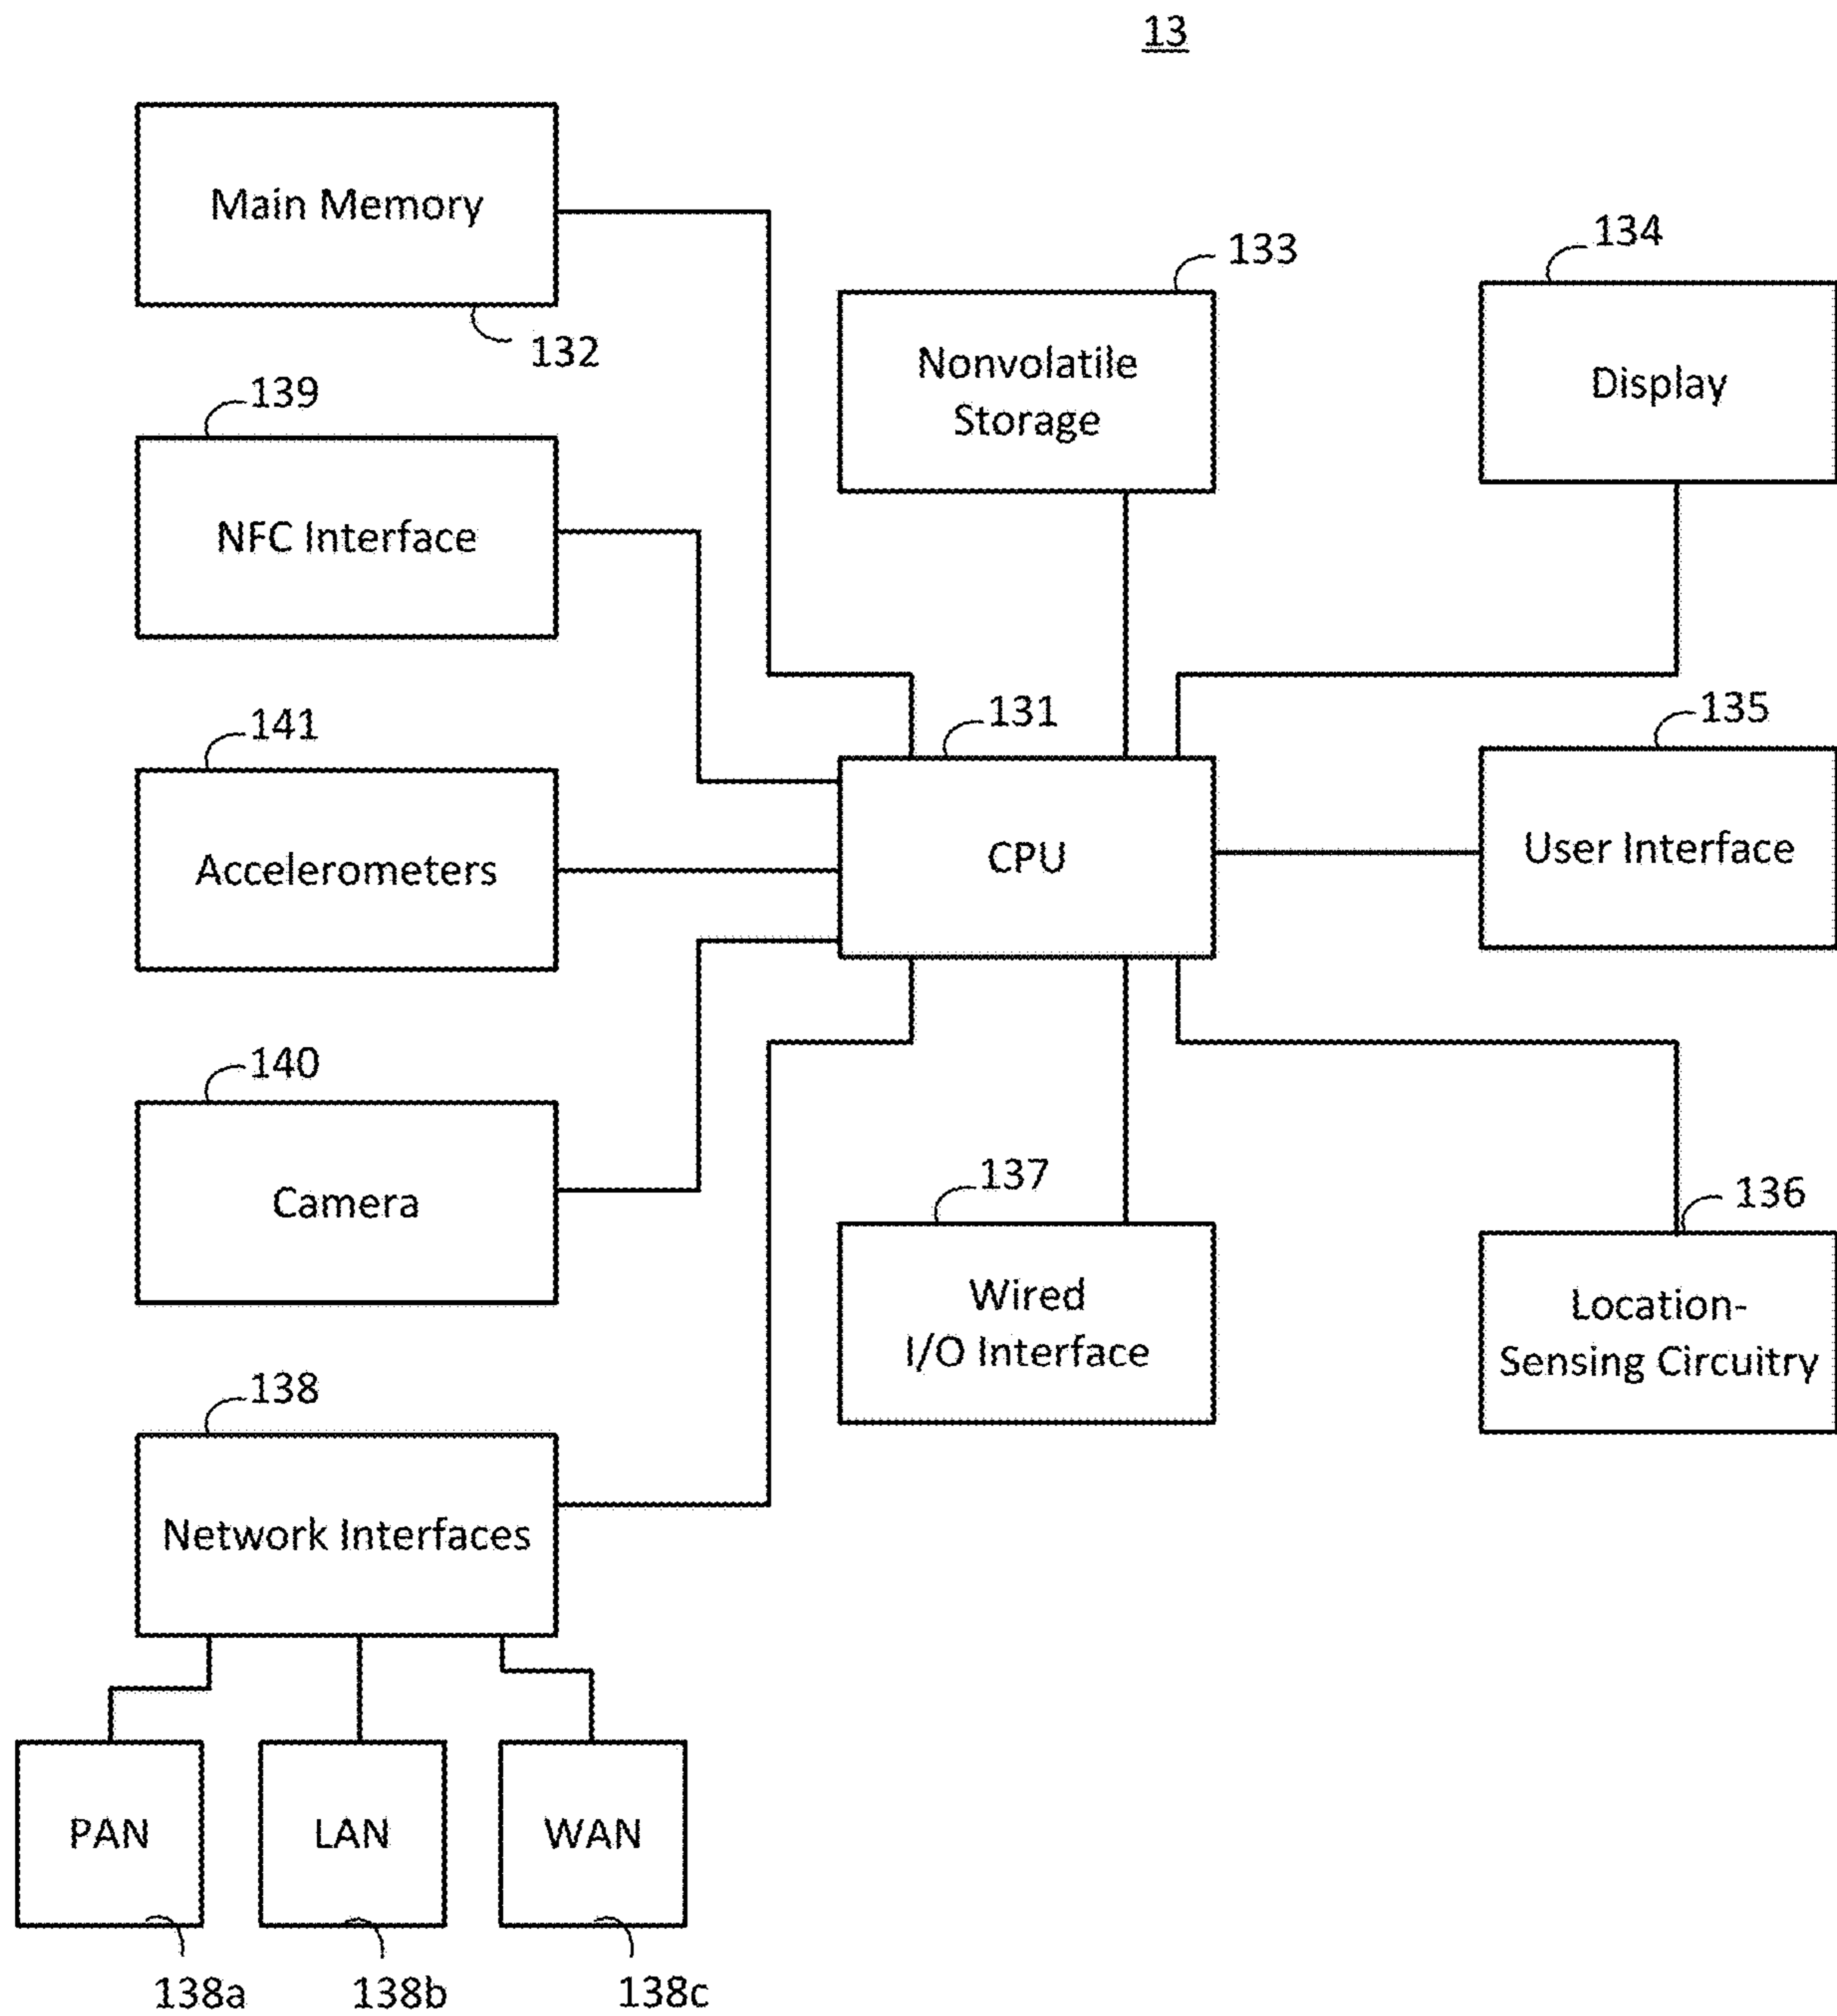 13
Main Memory
132
133
Nonvolatile
Storage
134
Display
139
NFC Interface
141
Accelerometers
131
CPU
135
User Interface
140
Camera
137
Wired
I/O Interface
136
Location-
Sensing Circuitry
138
Network Interfaces
PAN
LAN
WAN
138a
138b
138c